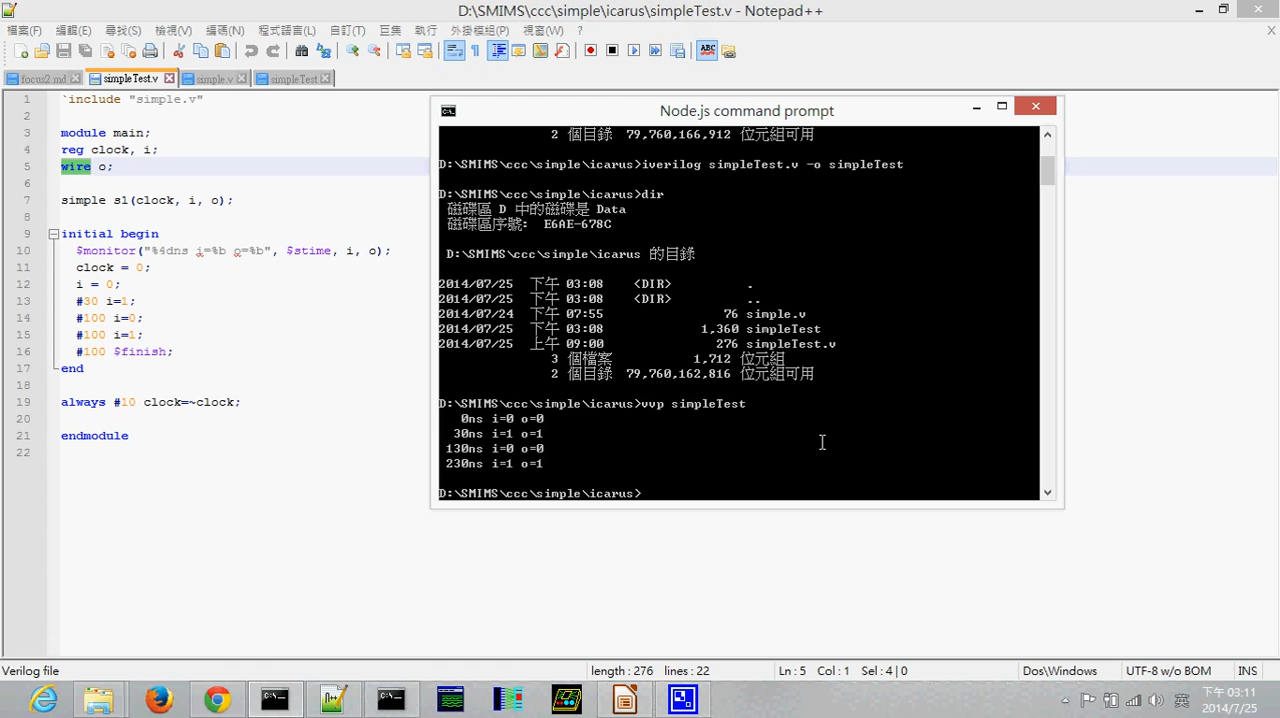 D:\SMIMS\ccc\simple\icarus\simpleTest.v - Notepad++
檔案(F) 編輯(E) 尋找(S) 檢視(V) 編碼(N) 程式語言(L) 設定(T) 巨集 執行 外掛模組(P) 視窗(W) ?
focus2.md simpleTest.v simple.v simpleTest
1 `include "simple.v"
2
3 module main;
4 reg clock, i;
5 wire o;
6
7 simple s1(clock, i, o);
8
9 initial begin
10 $monitor("%4dns i=%b o=%b", $stime, i, o);
11 clock = 0;
12 i = 0;
13 #30 i=1;
14 #100 i=0;
15 #100 i=1;
16 #100 $finish;
17 end
18
19 always #10 clock=~clock;
20
21 endmodule
22
Node.js command prompt
2 個目錄 79,760,166,912 位元組可用
D:\SMIMS\ccc\simple\icarus>iverilog simpleTest.v -o simpleTest
D:\SMIMS\ccc\simple\icarus>dir
磁碟區 D 中的磁碟是 Data
磁碟區序號: E6AE-678C
D:\SMIMS\ccc\simple\icarus 的目錄
2014/07/25 下午 03:08 <DIR> .
2014/07/25 下午 03:08 <DIR> ..
2014/07/24 下午 07:55 76 simple.v
2014/07/25 下午 03:08 1,360 simpleTest
2014/07/25 上午 09:00 276 simpleTest.v
3 個檔案 1,712 位元組
2 個目錄 79,760,162,816 位元組可用
D:\SMIMS\ccc\simple\icarus>vvp simpleTest
0ns i=0 o=0
30ns i=1 o=1
130ns i=0 o=0
230ns i=1 o=1
D:\SMIMS\ccc\simple\icarus>
Verilog file length : 276 lines : 22 Ln : 5 Col : 1 Sel : 4 | 0 Dos\Windows UTF-8 w/o BOM INS
英 下午 03:11
2014/7/25